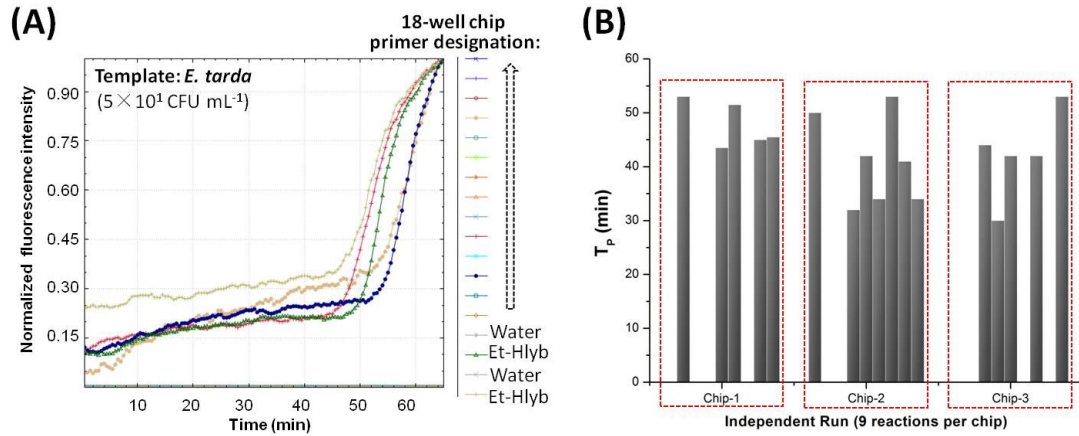 (A)
18-well chip
primer designation:
Template: E. tarda
(5×10¹ CFU mL⁻¹)
Normalized fluorescence intensity
0.90
0.75
0.60
0.45
0.30
0.15
10
20
30
40
50
60
Time (min)
Water
Et-Hlyb
Water
Et-Hlyb
(B)
Tₚ (min)
60
50
40
30
20
10
0
Chip-1
Chip-2
Chip-3
Independent Run (9 reactions per chip)